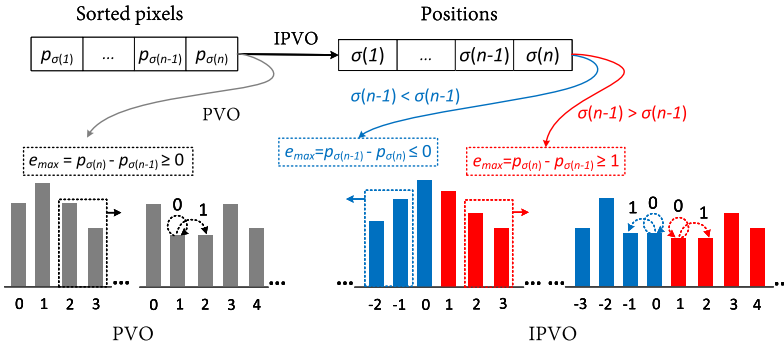 Sorted pixels
Positions
pσ(1) ... pσ(n-1) pσ(n)
IPVO
σ(1) ... σ(n-1) σ(n)
PVO
σ(n-1) < σ(n-1)
σ(n-1) > σ(n-1)
emax = pσ(n) - pσ(n-1) ≥ 0
emax=pσ(n-1) - pσ(n) ≤ 0
emax=pσ(n) - pσ(n-1) ≥ 1
0 1
1 0 0 1
... ... ... ... ...
0 1 2 3
0 1 2 3 4
-2 -1 0 1 2 3
-3 -2 -1 0 1 2 3 4
PVO
IPVO